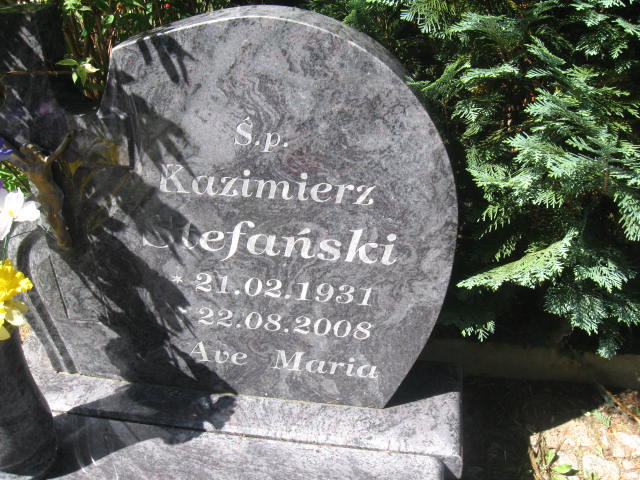 Ś.p.
Kazimierz
Stefański
* 21.02.1931
22.08.2008
Ave Maria